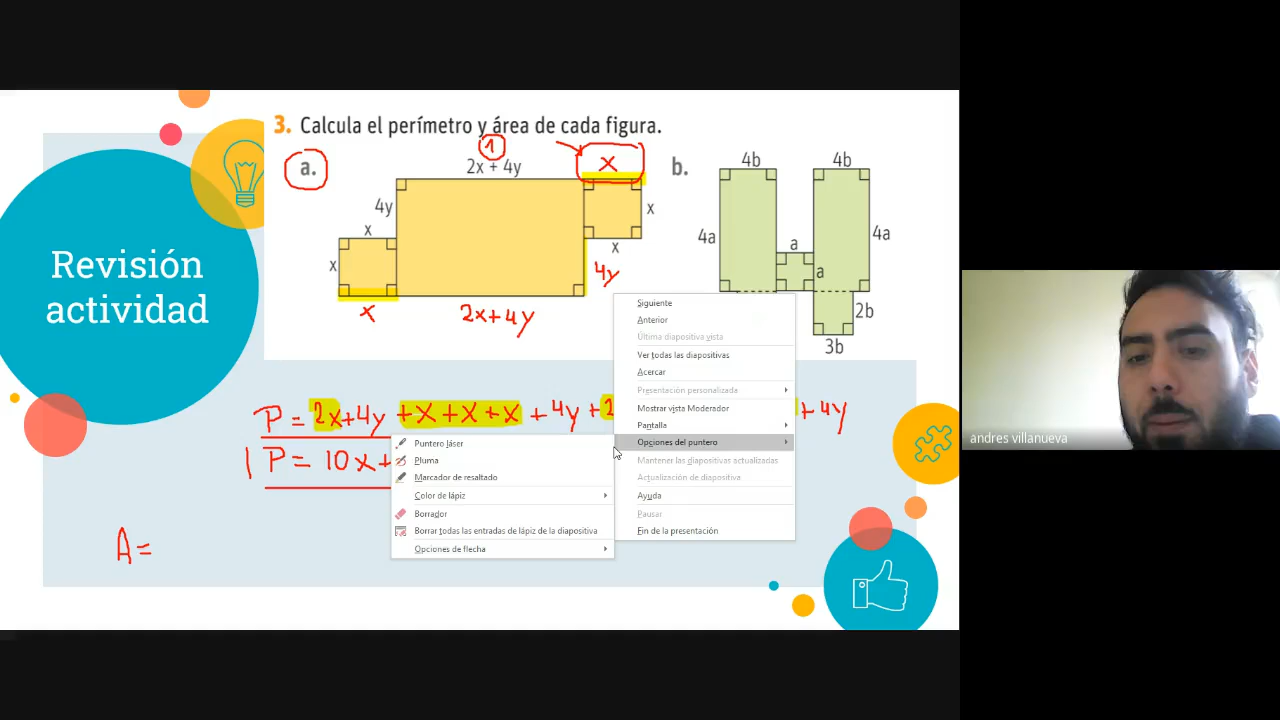 Revisión
actividad
3. Calcula el perímetro y área de cada figura.
a.
1
2x + 4y
x
4y
x
x
x
x
4y
x
2x+4y
b.
4b
4b
4a
a
a
4a
2b
3b
P = 2x+4y +x +x +x + 4y + 2
+ 4y
P = 10x+
A =
Siguiente
Anterior
Última diapositiva vista
Ver todas las diapositivas
Acercar
Presentación personalizada
Mostrar vista Moderador
Pantalla
Opciones del puntero
Mantener las diapositivas actualizadas
Actualización de diapositiva
Ayuda
Pausar
Fin de la presentación
Puntero láser
Pluma
Marcador de resaltado
Color de lápiz
Borrador
Borrar todas las entradas de lápiz de la diapositiva
Opciones de flecha
andres villanueva